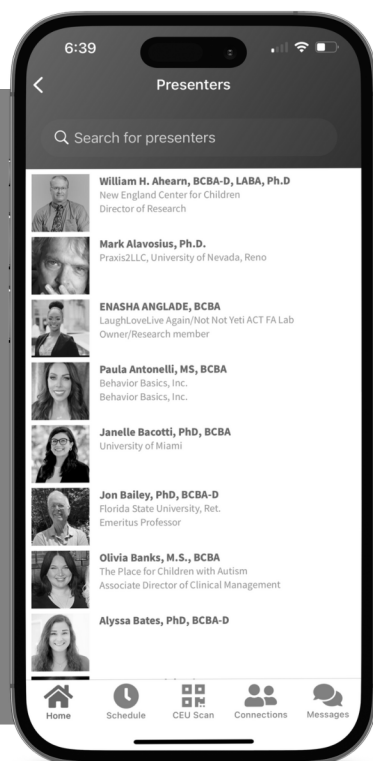 6:39
Presenters
Search for presenters
William H. Ahearn, BCBA-D, LABA, Ph.D
New England Center for Children
Director of Research
Mark Alavosius, Ph.D.
Praxis2LLC, University of Nevada, Reno
ENASHA ANGLADE, BCBA
LaughLoveLive Again/Not Not Yeti ACT FA Lab
Owner/Research member
Paula Antonelli, MS, BCBA
Behavior Basics, Inc.
Behavior Basics, Inc.
Janelle Bacotti, PhD, BCBA
University of Miami
Jon Bailey, PhD, BCBA-D
Florida State University, Ret.
Emeritus Professor
Olivia Banks, M.S., BCBA
The Place for Children with Autism
Associate Director of Clinical Management
Alyssa Bates, PhD, BCBA-D
Home
Schedule
CEU Scan
Connections
Messages